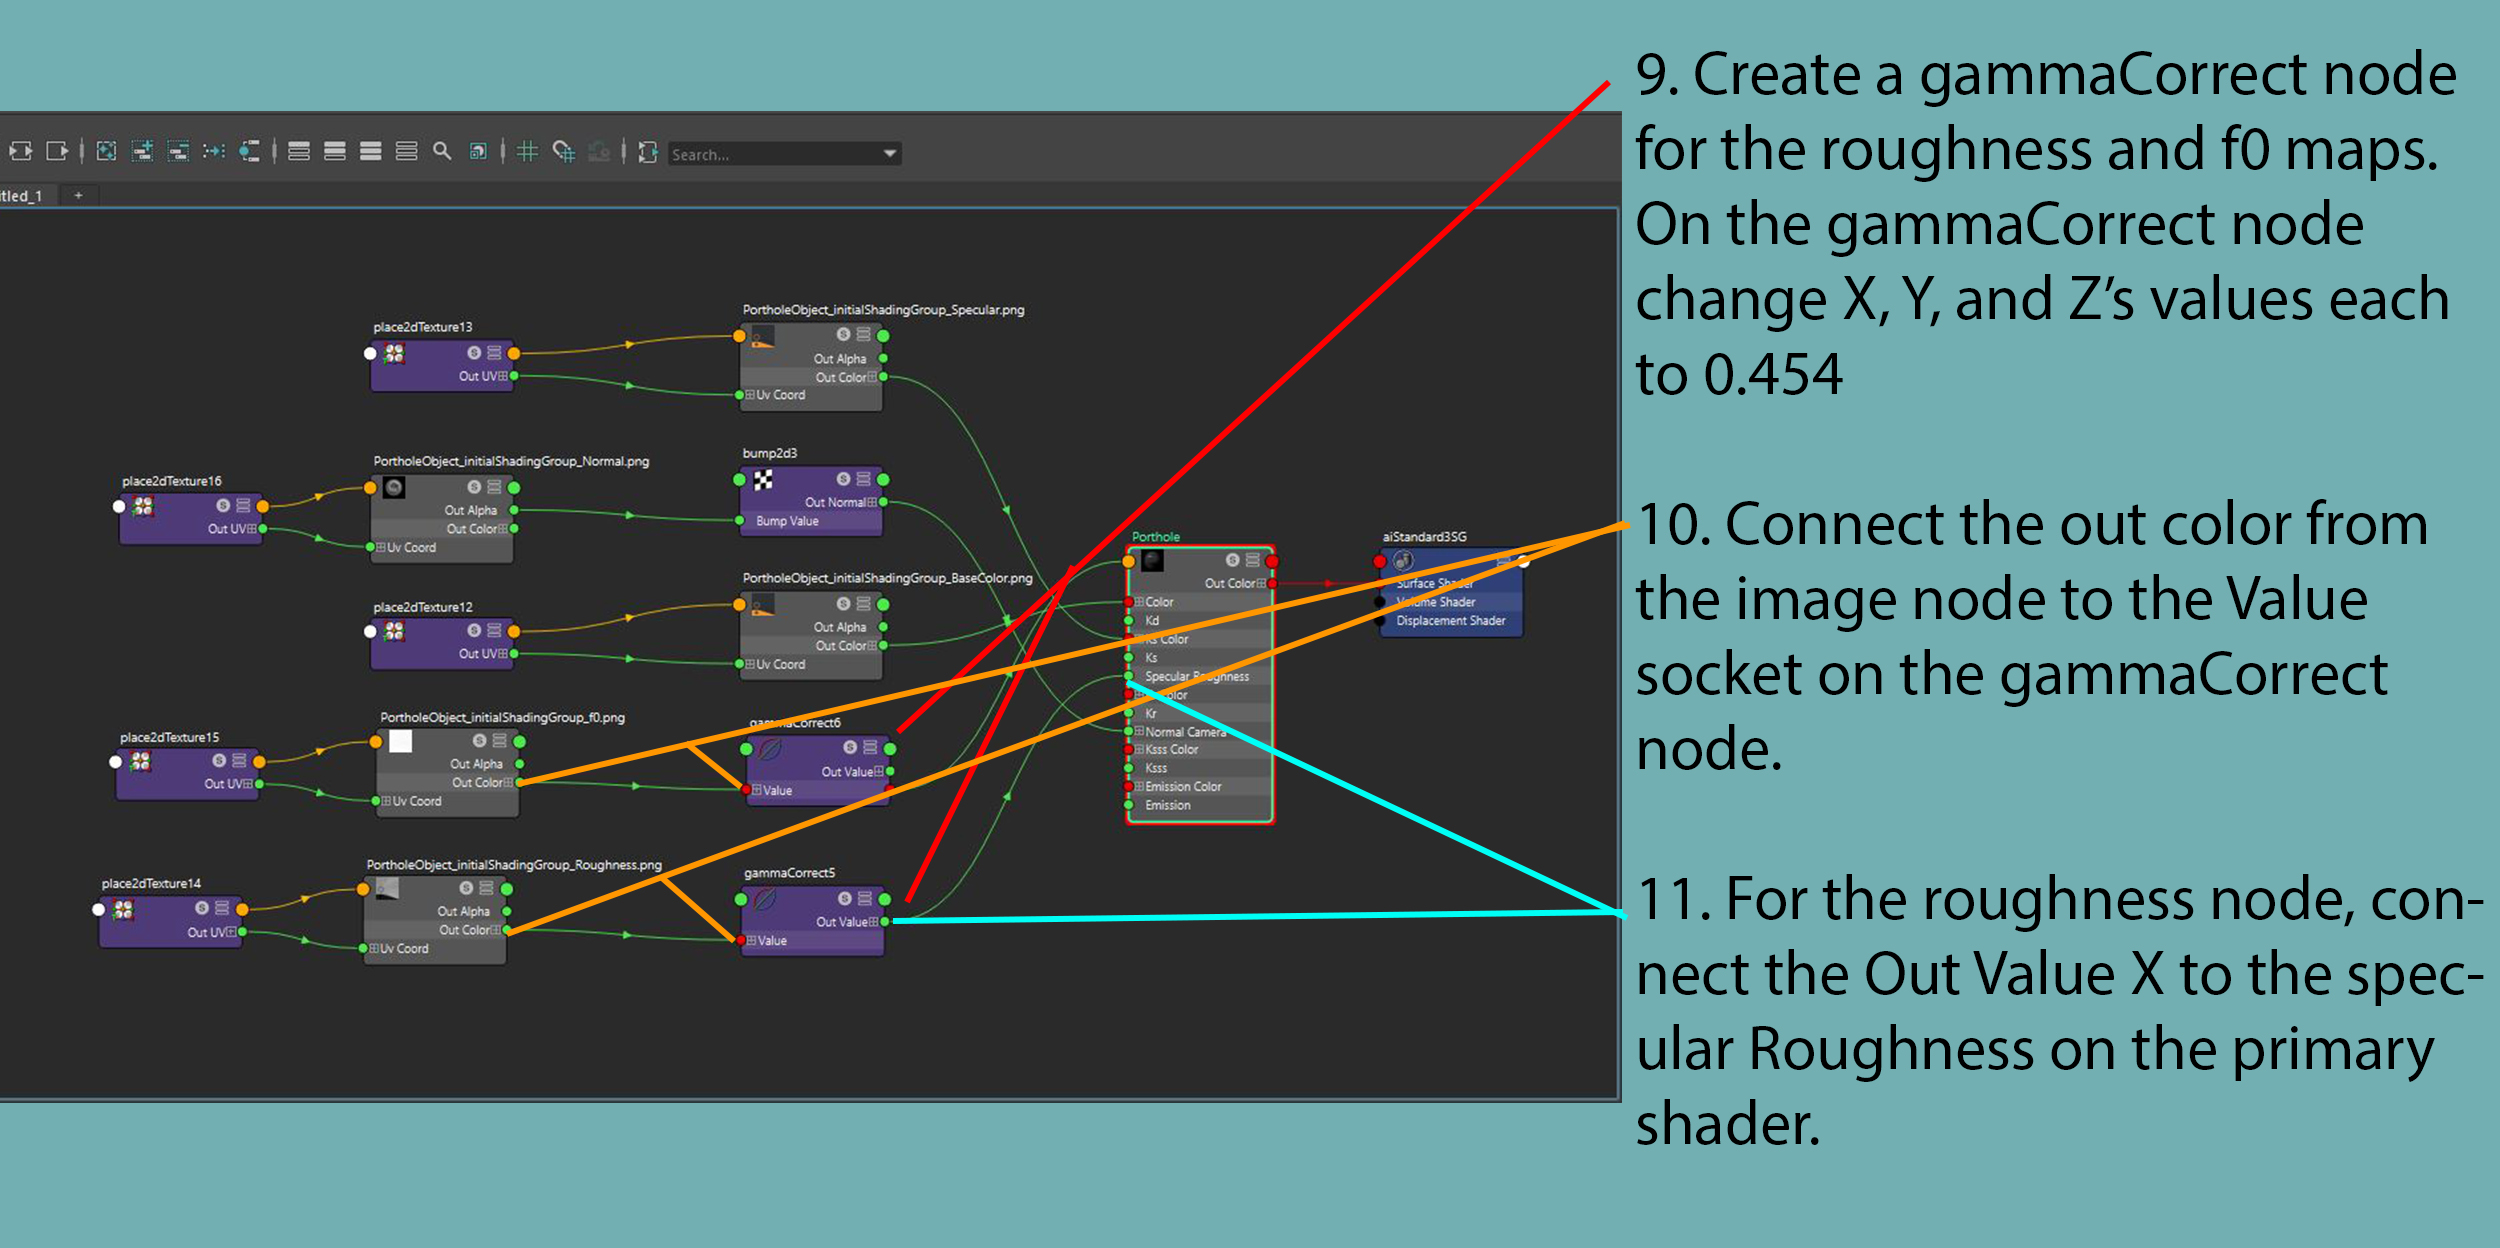 9. Create a gammaCorrect node
for the roughness and f0 maps.
On the gammaCorrect node
change X, Y, and Z’s values each
to 0.454
10. Connect the out color from
the image node to the Value
socket on the gammaCorrect
node.
11. For the roughness node, con-
nect the Out Value X to the spec-
ular Roughness on the primary
shader.
Search...
titled_1
+
PortholeObject_initialShadingGroup_Specular.png
place2dTexture13
Out UV
Out Alpha
Out Color
Uv Coord
PortholeObject_initialShadingGroup_Normal.png
place2dTexture16
Out UV
Out Alpha
Out Color
Uv Coord
bump2d3
Out Normal
Bump Value
PortholeObject_initialShadingGroup_BaseColor.png
place2dTexture12
Out UV
Out Alpha
Out Color
Uv Coord
PortholeObject_initialShadingGroup_f0.png
place2dTexture15
Out UV
Out Alpha
Out Color
Uv Coord
gammaCorrect6
Out Value
Value
PortholeObject_initialShadingGroup_Roughness.png
place2dTexture14
Out UV
Out Alpha
Out Color
Uv Coord
gammaCorrect5
Out Value
Value
Porthole
Out Color
Color
Kd
Ks Color
Ks
Specular Roughness
Kr
Normal Camera
Ksss Color
Ksss
Emission Color
Emission
aiStandard3SG
Surface Shader
Volume Shader
Displacement Shader